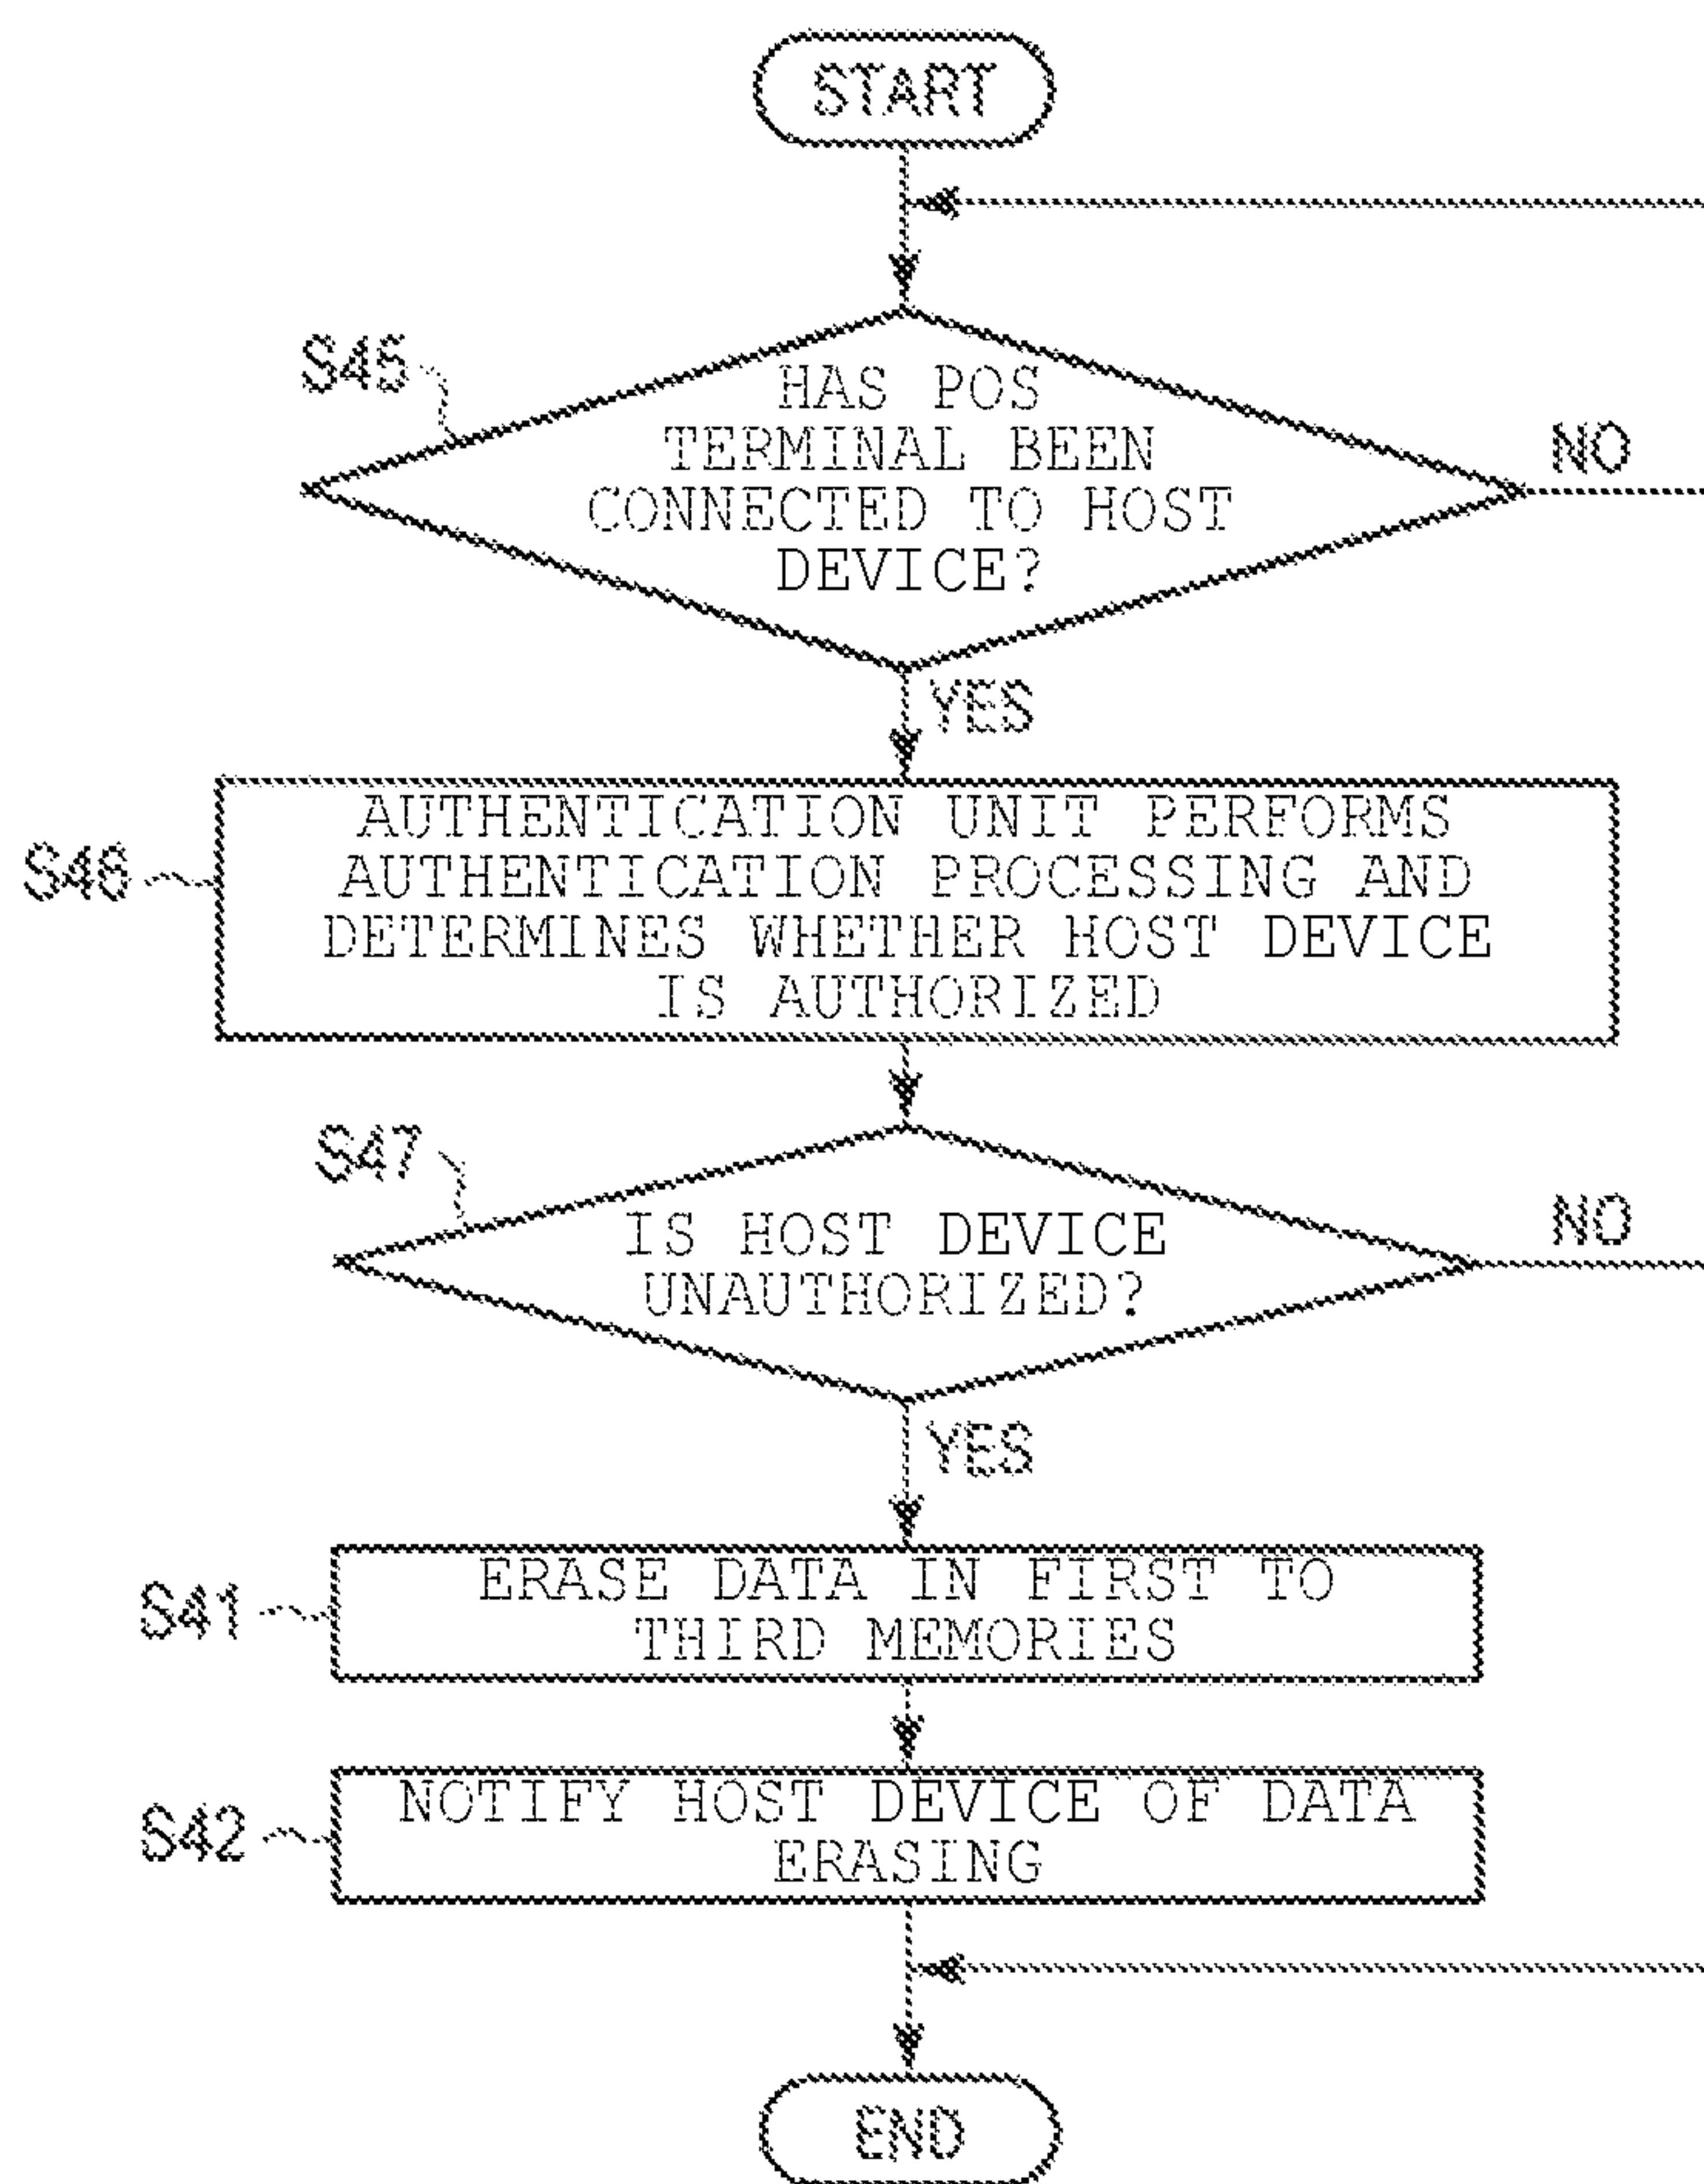 START
S45
HAS POS
TERMINAL BEEN
CONNECTED TO HOST
DEVICE?
NO
YES
S46
AUTHENTICATION UNIT PERFORMS
AUTHENTICATION PROCESSING AND
DETERMINES WHETHER HOST DEVICE
IS AUTHORIZED
S47
IS HOST DEVICE
UNAUTHORIZED?
NO
YES
S41
ERASE DATA IN FIRST TO
THIRD MEMORIES
S42
NOTIFY HOST DEVICE OF DATA
ERASING
END